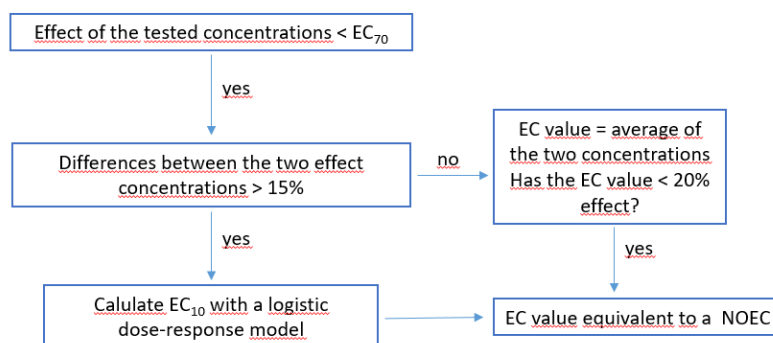 Effect of the tested concentrations < EC₇₀
yes
Differences between the two effect
concentrations > 15%
no
EC value = average of
the two concentrations
Has the EC value < 20%
effect?
yes
yes
Calulate EC₁₀ with a logistic
dose-response model
EC value equivalent to a NOEC